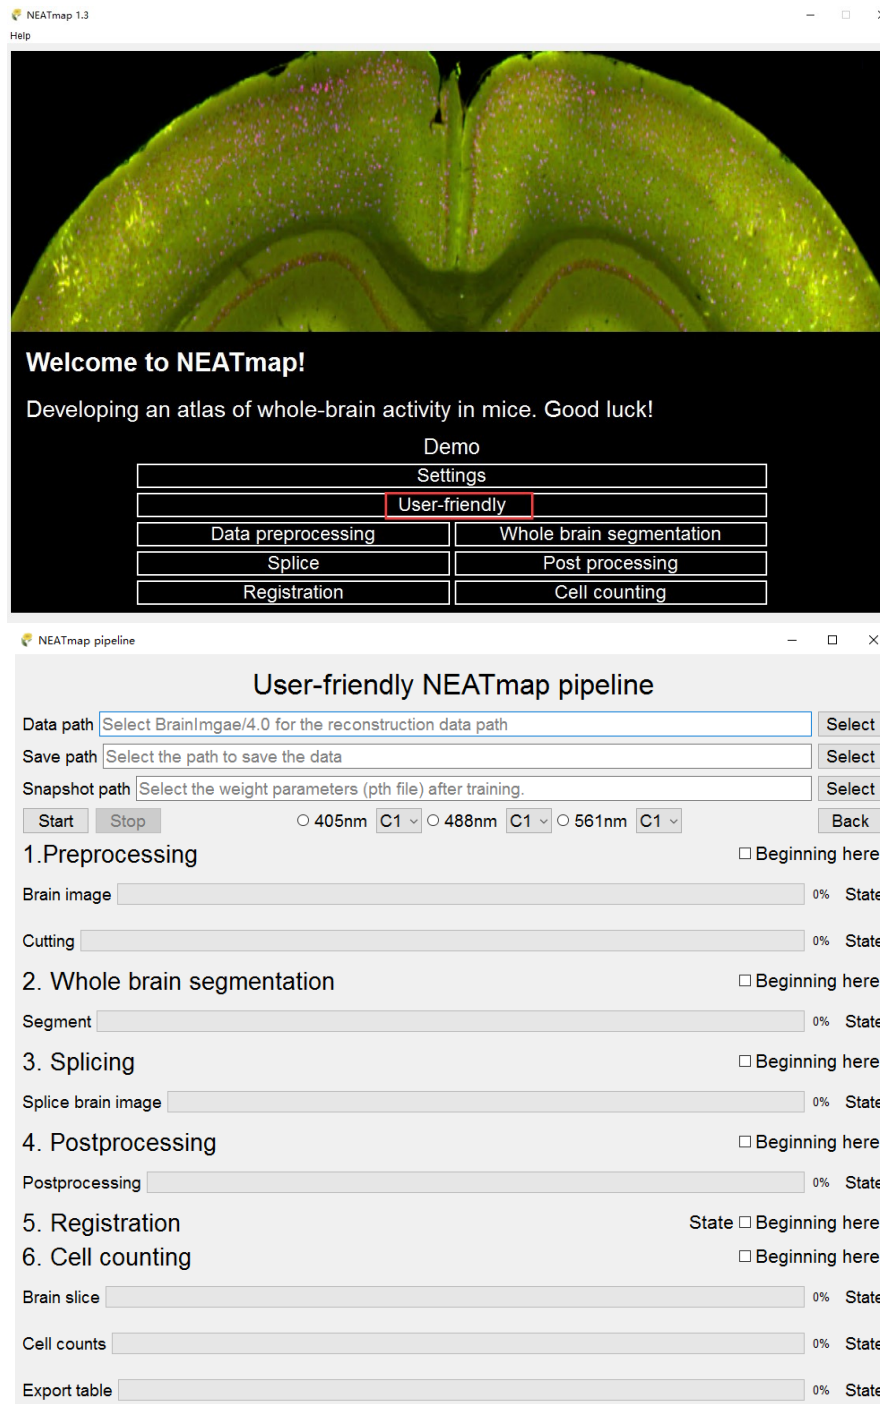 NEATmap 1.3
Help
Welcome to NEATmap!
Developing an atlas of whole-brain activity in mice. Good luck!
Demo
Settings
User-friendly
Data preprocessing Whole brain segmentation
Splice Post processing
Registration Cell counting
NEATmap pipeline
User-friendly NEATmap pipeline
Data path Select BrainImgae/4.0 for the reconstruction data path Select
Save path Select the path to save the data Select
Snapshot path Select the weight parameters (pth file) after training. Select
Start Stop 405nm C1 488nm C1 561nm C1 Back
1.Preprocessing Beginning here
Brain image 0% State
Cutting 0% State
2. Whole brain segmentation Beginning here
Segment 0% State
3. Splicing Beginning here
Splice brain image 0% State
4. Postprocessing Beginning here
Postprocessing 0% State
5. Registration State Beginning here
6. Cell counting Beginning here
Brain slice 0% State
Cell counts 0% State
Export table 0% State